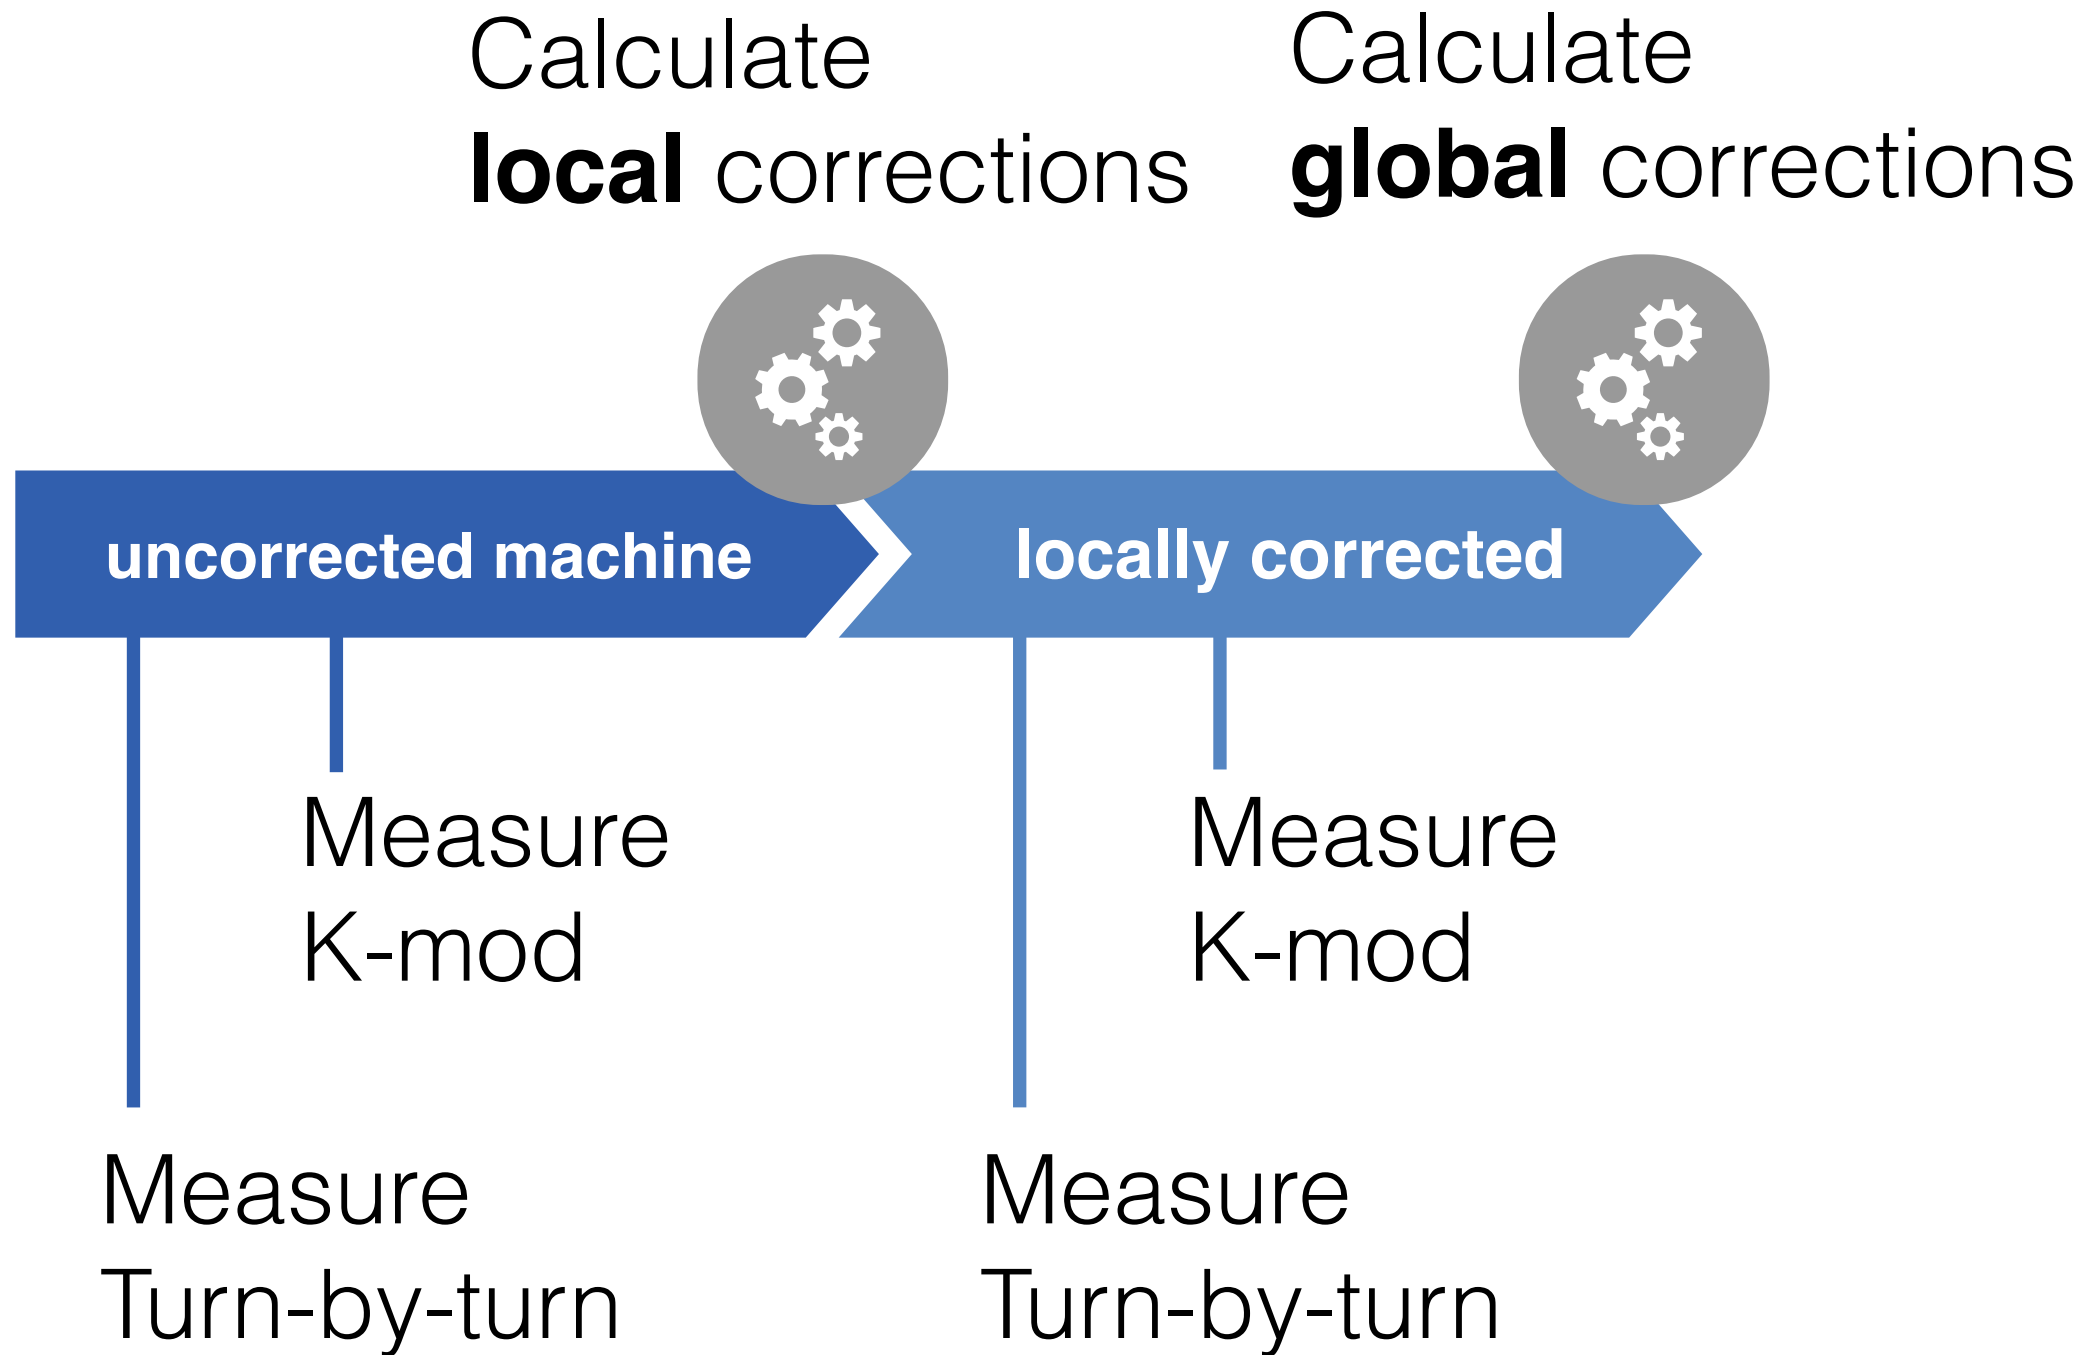 Calculate
local corrections
Calculate
global corrections
uncorrected machine
locally corrected
Measure
K-mod
Measure
K-mod
Measure
Turn-by-turn
Measure
Turn-by-turn